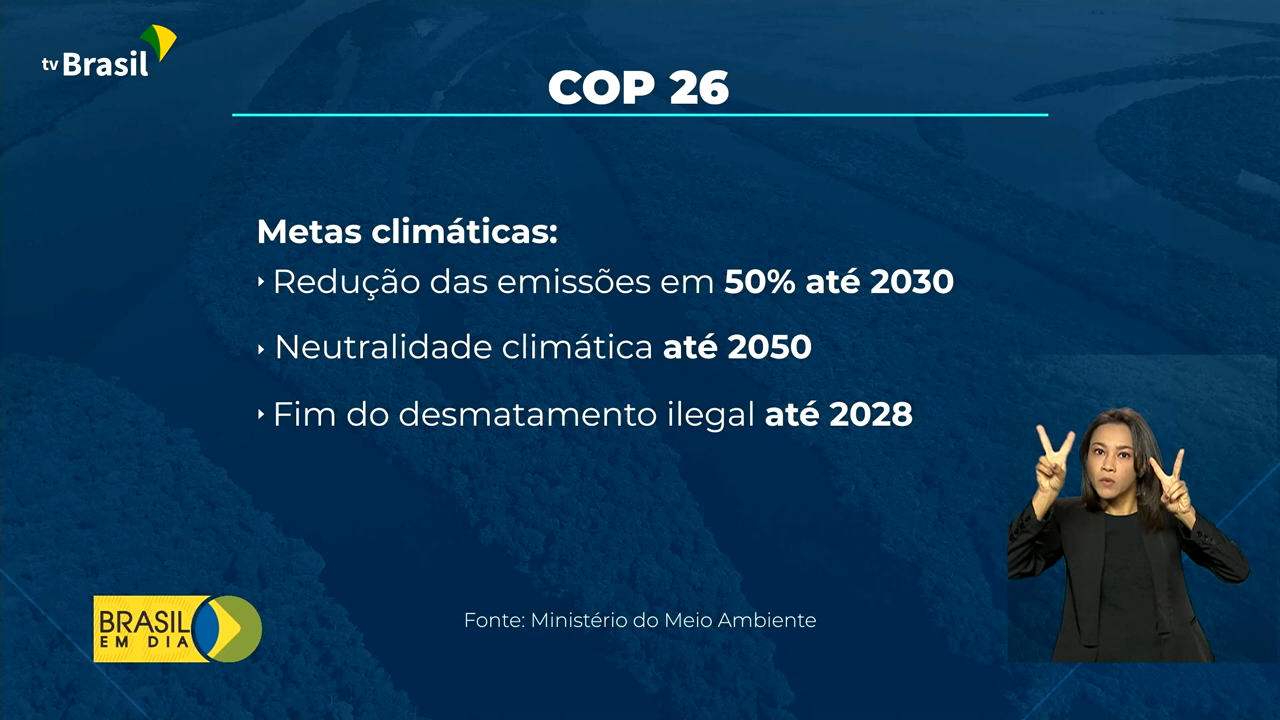 tv Brasil
COP 26
Metas climáticas:
Redução das emissões em 50% até 2030
Neutralidade climática até 2050
Fim do desmatamento ilegal até 2028
BRASIL
EM DIA
Fonte: Ministério do Meio Ambiente